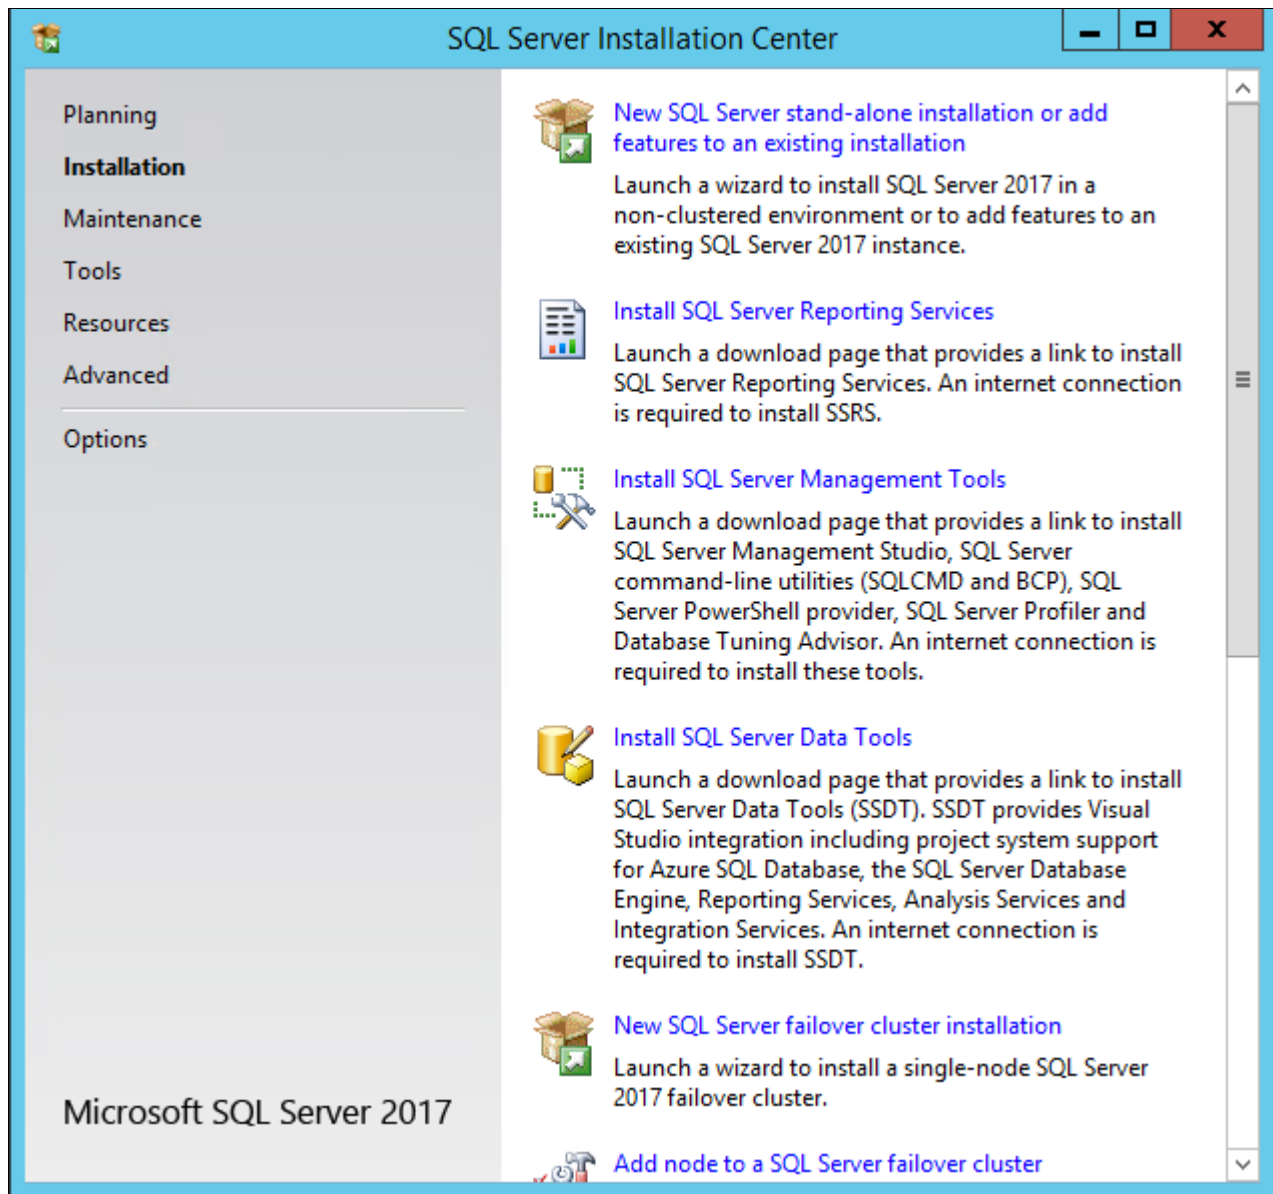 SQL Server Installation Center
Planning
Installation
Maintenance
Tools
Resources
Advanced
Options
Microsoft SQL Server 2017
New SQL Server stand-alone installation or add
features to an existing installation
Launch a wizard to install SQL Server 2017 in a
non-clustered environment or to add features to an
existing SQL Server 2017 instance.
Install SQL Server Reporting Services
Launch a download page that provides a link to install
SQL Server Reporting Services. An internet connection
is required to install SSRS.
Install SQL Server Management Tools
Launch a download page that provides a link to install
SQL Server Management Studio, SQL Server
command-line utilities (SQLCMD and BCP), SQL
Server PowerShell provider, SQL Server Profiler and
Database Tuning Advisor. An internet connection is
required to install these tools.
Install SQL Server Data Tools
Launch a download page that provides a link to install
SQL Server Data Tools (SSDT). SSDT provides Visual
Studio integration including project system support
for Azure SQL Database, the SQL Server Database
Engine, Reporting Services, Analysis Services and
Integration Services. An internet connection is
required to install SSDT.
New SQL Server failover cluster installation
Launch a wizard to install a single-node SQL Server
2017 failover cluster.
Add node to a SQL Server failover cluster